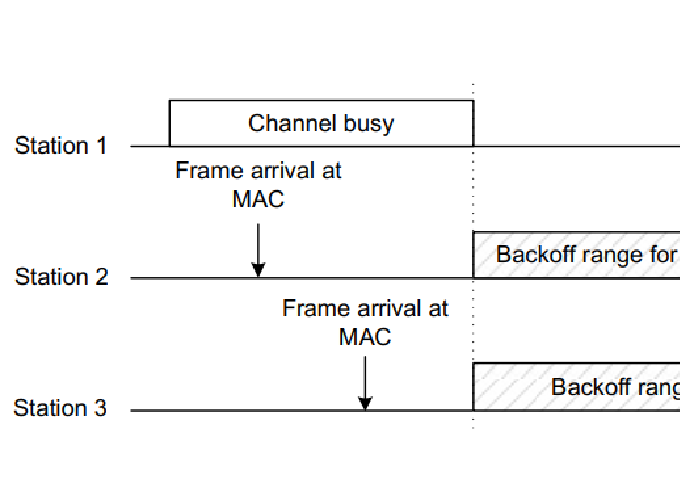 Channel busy
Station 1
Frame arrival at
MAC
Backoff range for
Station 2
Frame arrival at
MAC
Backoff rang
Station 3